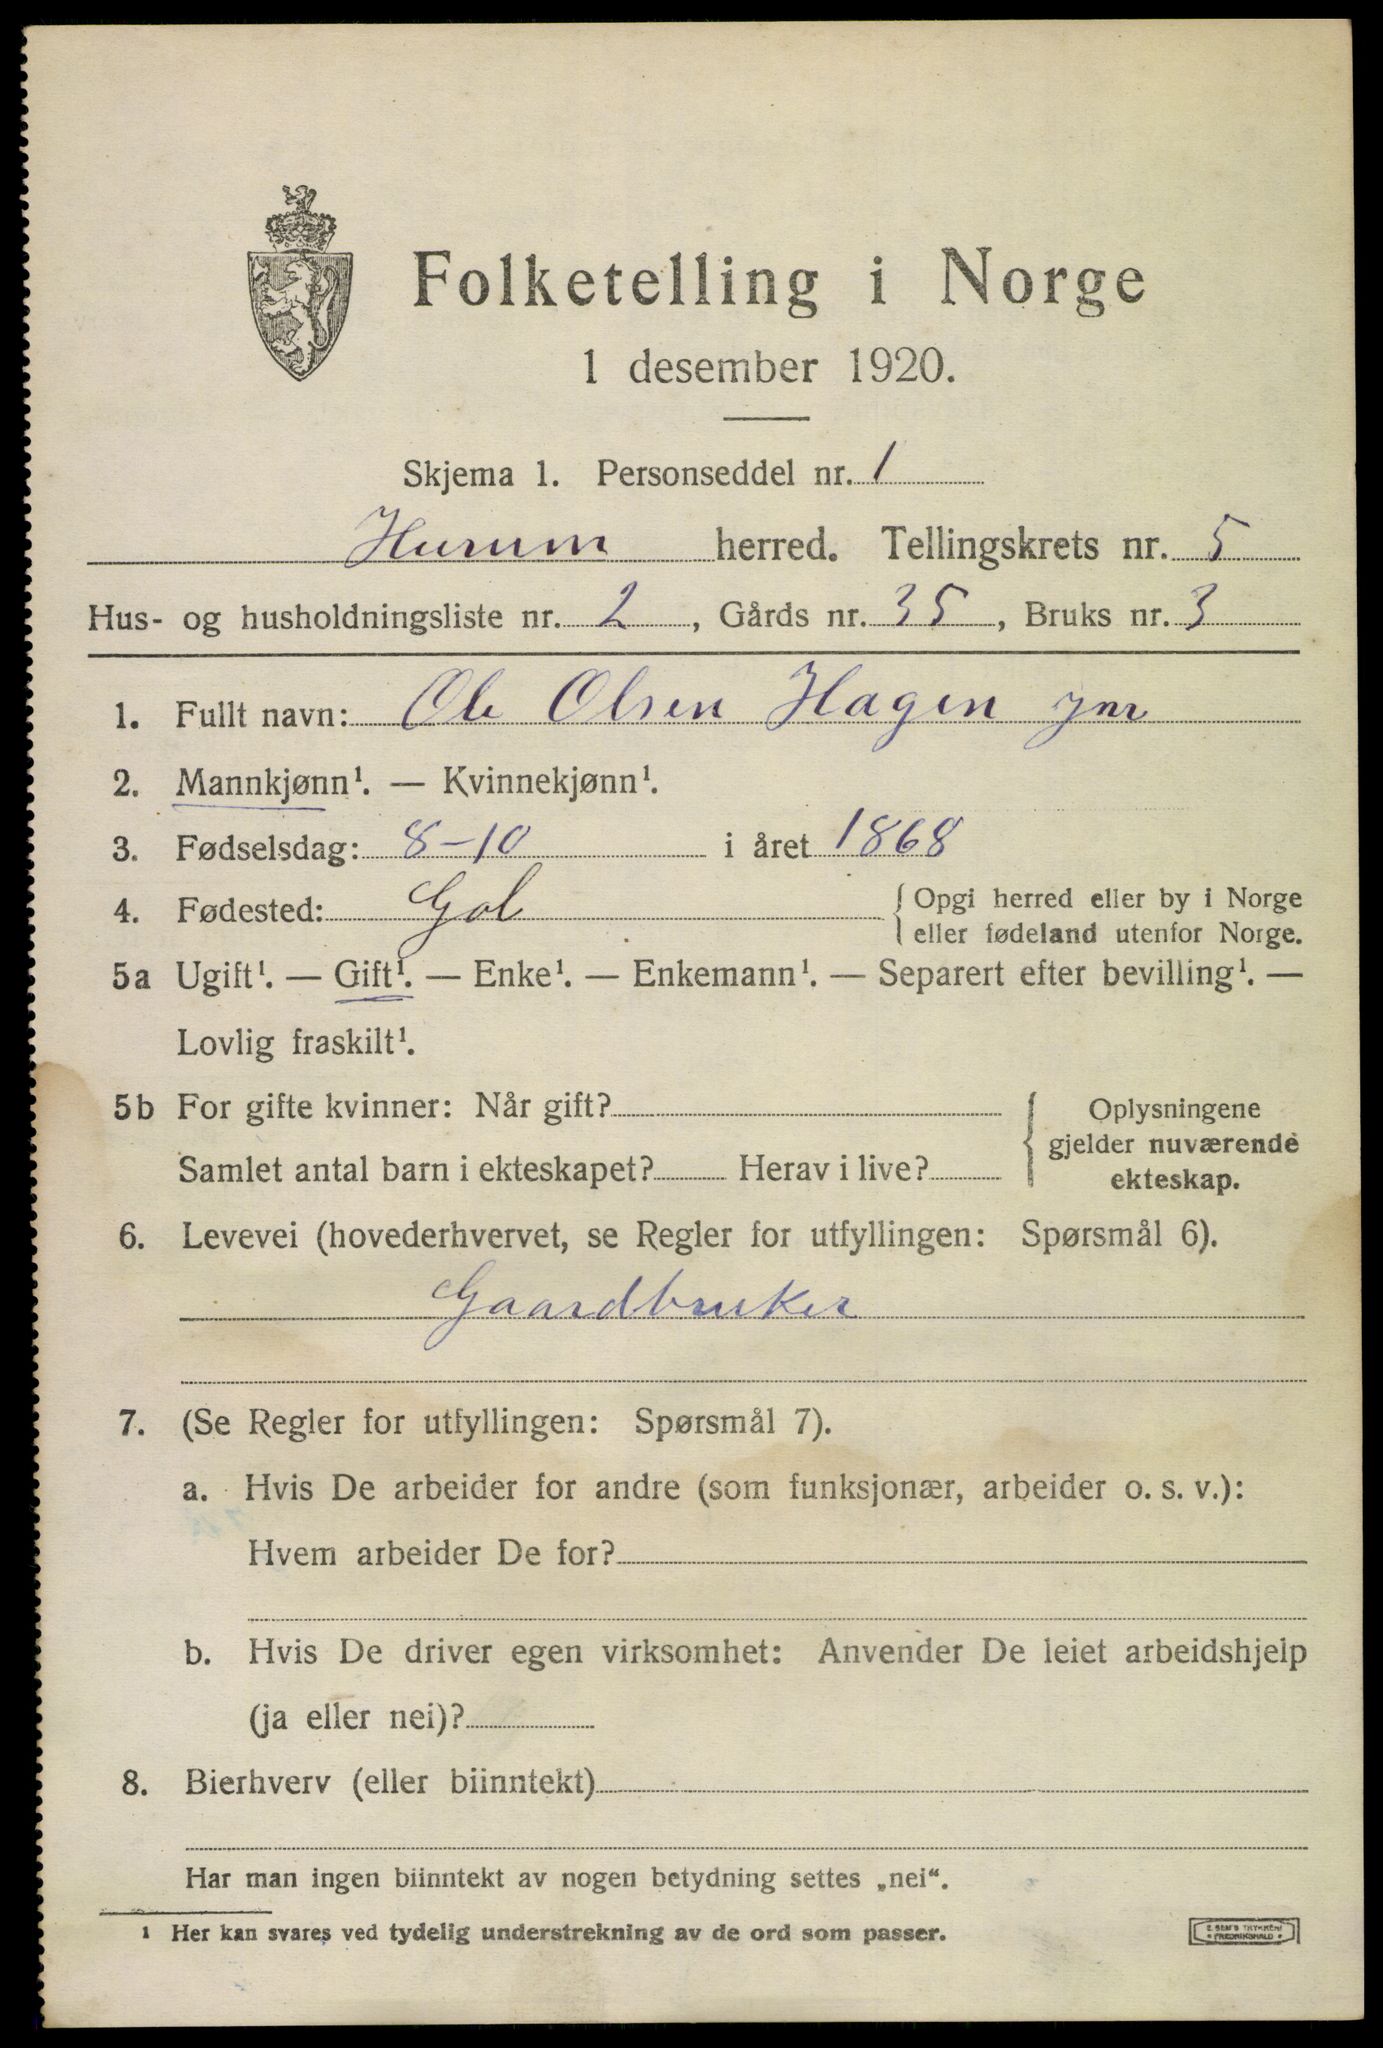 Folketelling i Norge
1 desember 1920.
Skjema 1. Personseddel nr. 1
Hurum herred. Tellingskrets nr. 5
Hus- og husholdningsliste nr. 2, Gårds nr. 35, Bruks nr. 3
1. Fullt navn: Ole Olsen Hagen jnr
2. Mannkjønn¹. — Kvinnekjønn¹.
3. Fødselsdag: 8-10 i året 1868
4. Fødested: Gol { Opgi herred eller by i Norge
eller fødeland utenfor Norge.
5a Ugift¹. — Gift¹. — Enke¹. — Enkemann¹. — Separert efter bevilling¹. —
Lovlig fraskilt¹.
5b For gifte kvinner: Når gift? { Oplysningene
gjelder nuværende
Samlet antal barn i ekteskapet? Herav i live? ekteskap.
6. Levevei (hovederhvervet, se Regler for utfyllingen: Spørsmål 6).
Gaardbruker
7. (Se Regler for utfyllingen: Spørsmål 7).
a. Hvis De arbeider for andre (som funksjonær, arbeider o. s. v.):
Hvem arbeider De for?
b. Hvis De driver egen virksomhet: Anvender De leiet arbeidshjelp
(ja eller nei)?
8. Bierhverv (eller biinntekt)
Har man ingen biinntekt av nogen betydning settes „nei“.
¹ Her kan svares ved tydelig understrekning av de ord som passer.
E. SEM'S TRYKKERI
FREDRIKSHALD